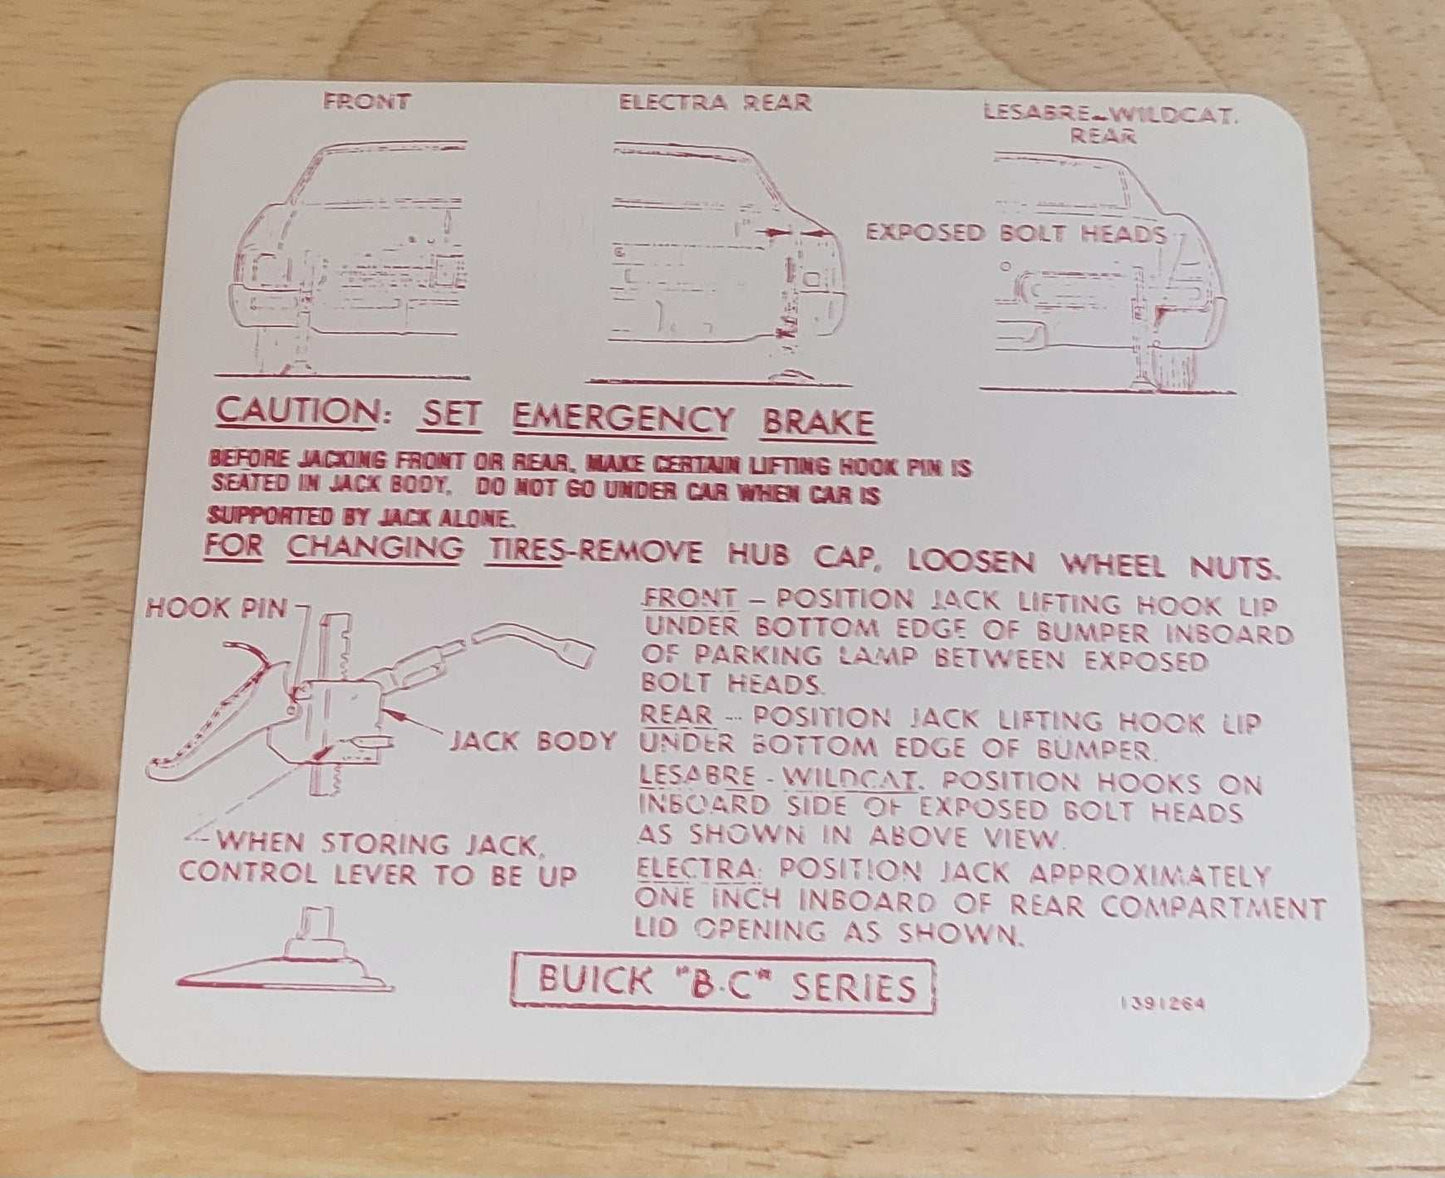 FRONT
ELECTRA REAR
LESABRE-WILDCAT.
REAR
EXPOSED BOLT HEADS
CAUTION: SET EMERGENCY BRAKE
BEFORE JACKING FRONT OR REAR, MAKE CERTAIN LIFTING HOOK PIN IS
SEATED IN JACK BODY. DO NOT GO UNDER CAR WHEN CAR IS
SUPPORTED BY JACK ALONE.
FOR CHANGING TIRES-REMOVE HUB CAP, LOOSEN WHEEL NUTS.
HOOK PIN
JACK BODY
WHEN STORING JACK,
CONTROL LEVER TO BE UP
FRONT - POSITION JACK LIFTING HOOK LIP
UNDER BOTTOM EDGE OF BUMPER INBOARD
OF PARKING LAMP BETWEEN EXPOSED
BOLT HEADS.
REAR - POSITION JACK LIFTING HOOK LIP
UNDER BOTTOM EDGE OF BUMPER.
LESABRE - WILDCAT. POSITION HOOKS ON
INBOARD SIDE OF EXPOSED BOLT HEADS
AS SHOWN IN ABOVE VIEW.
ELECTRA: POSITION JACK APPROXIMATELY
ONE INCH INBOARD OF REAR COMPARTMENT
LID OPENING AS SHOWN.
BUICK "B-C" SERIES
1391264